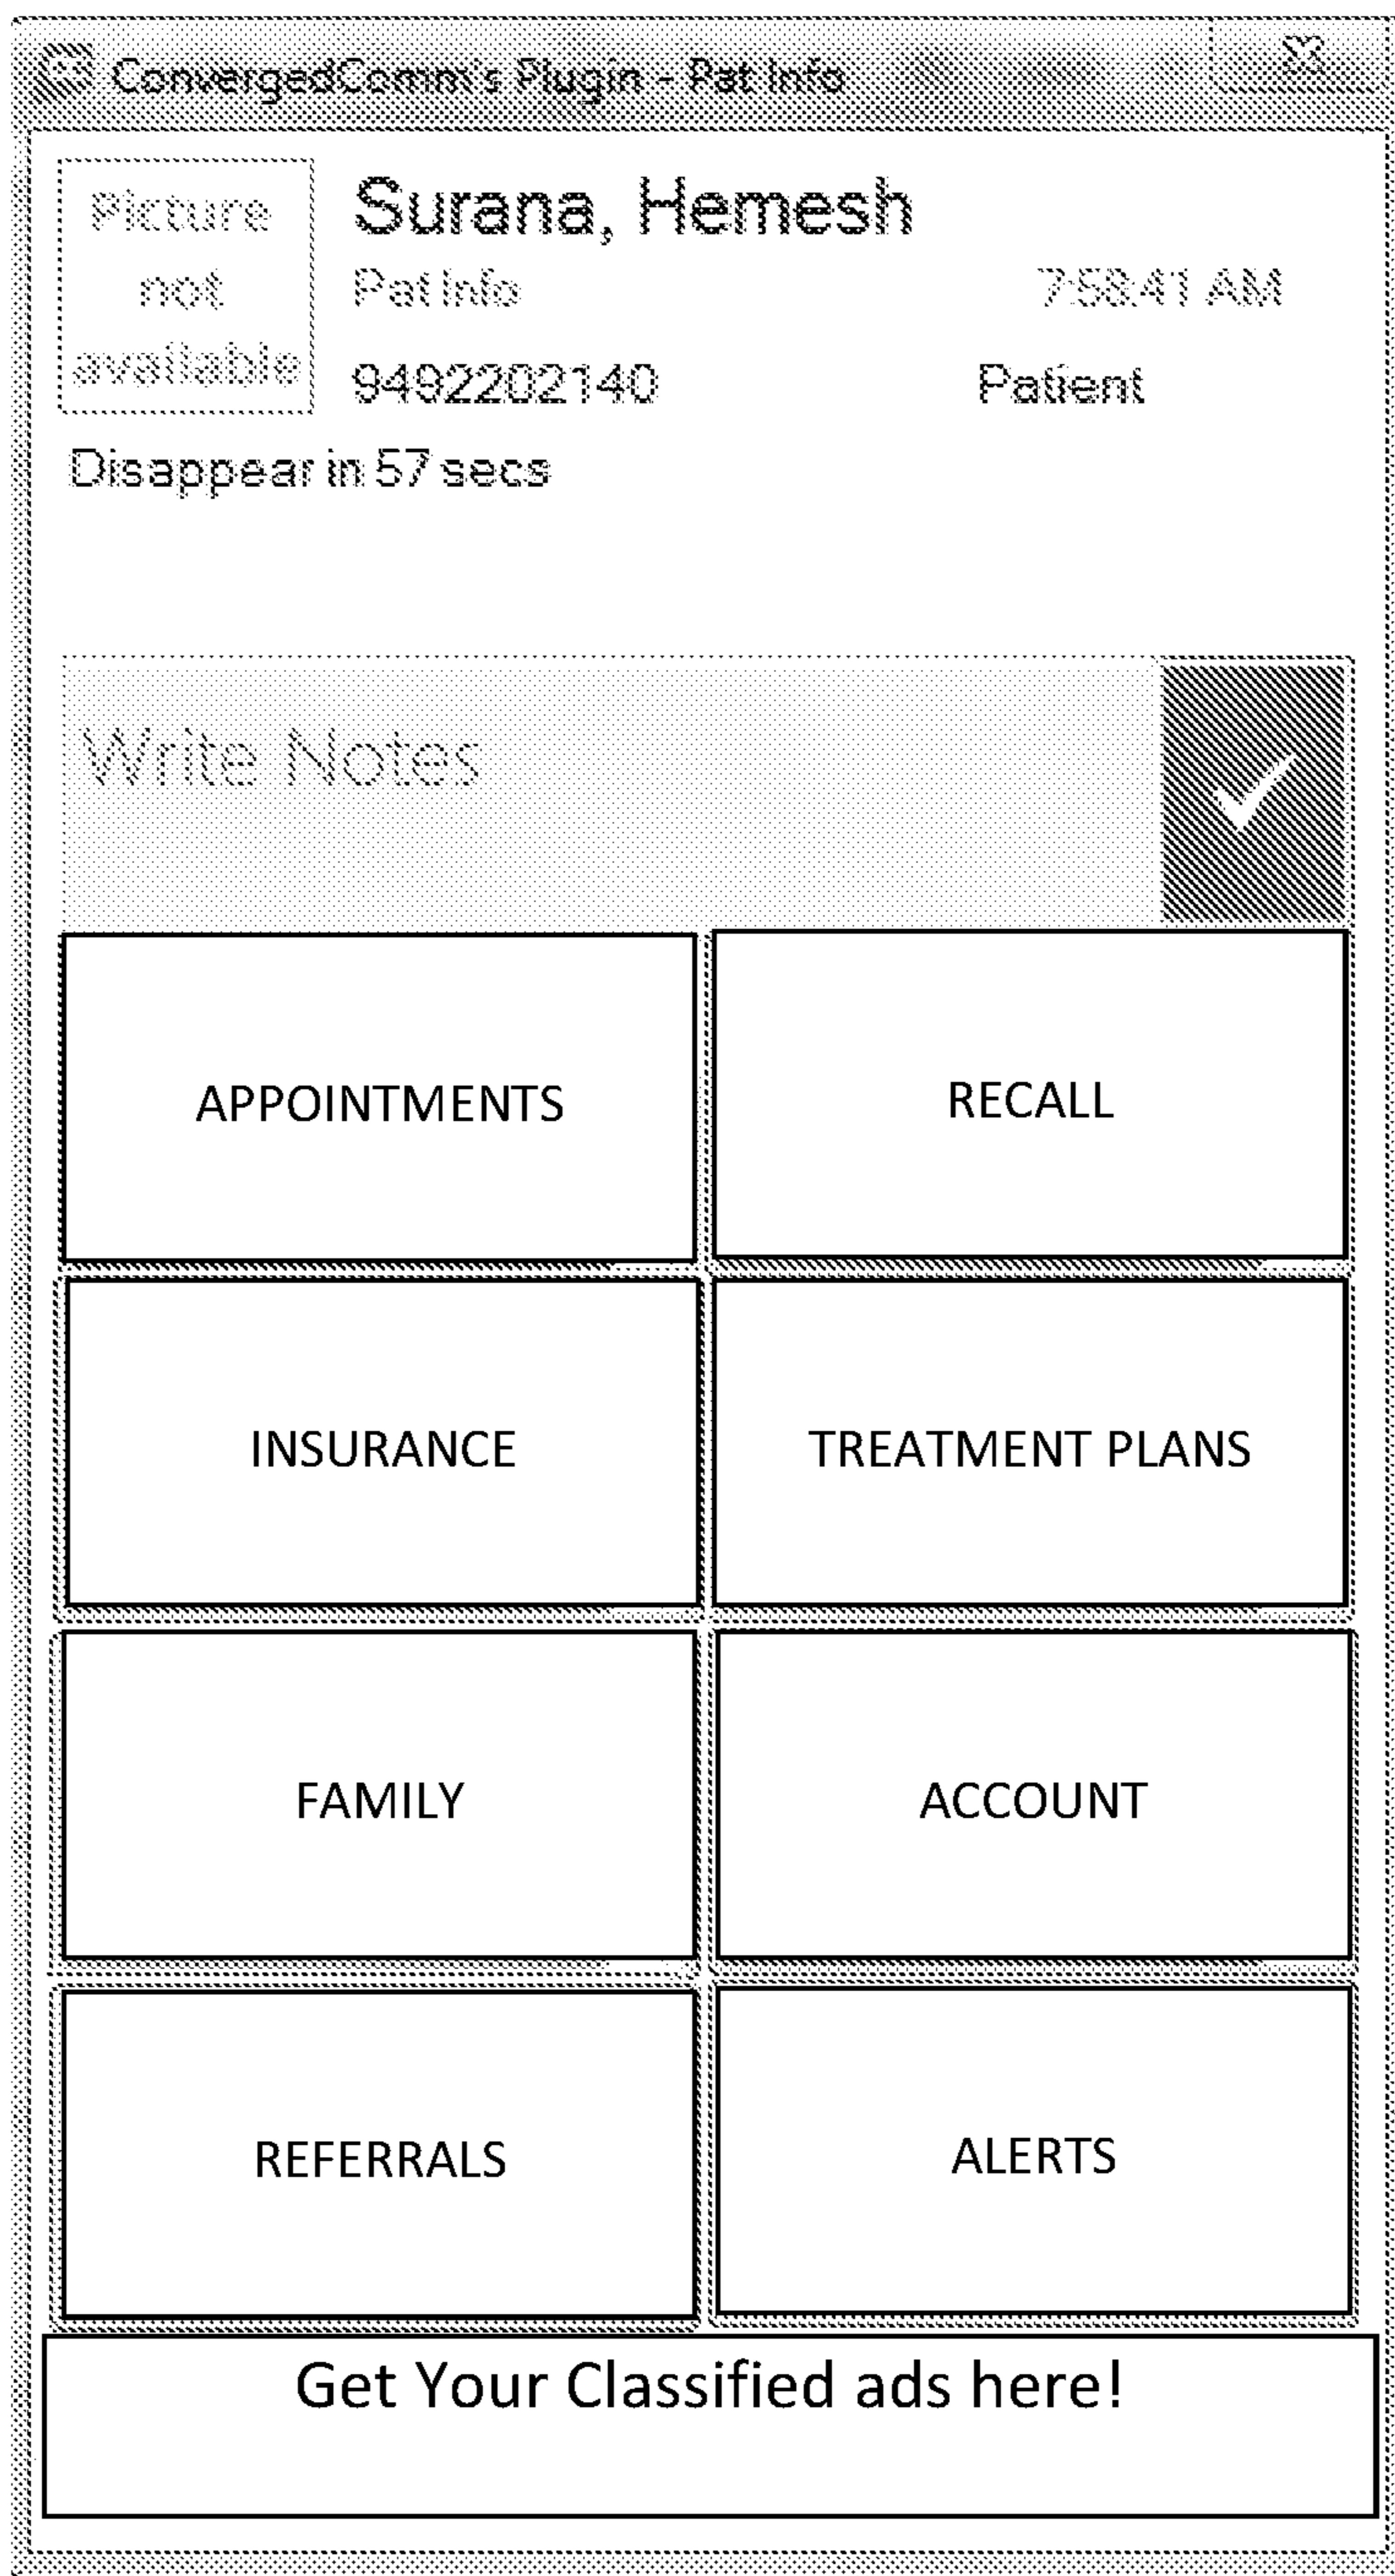 ConvergedComm's Plugin - Pat Info
Picture
not
available
Surana, Hemesh
Pat Info 7:58:41 AM
9492202140 Patient
Disappear in 57 secs
Write Notes
APPOINTMENTS RECALL
INSURANCE TREATMENT PLANS
FAMILY ACCOUNT
REFERRALS ALERTS
Get Your Classified ads here!